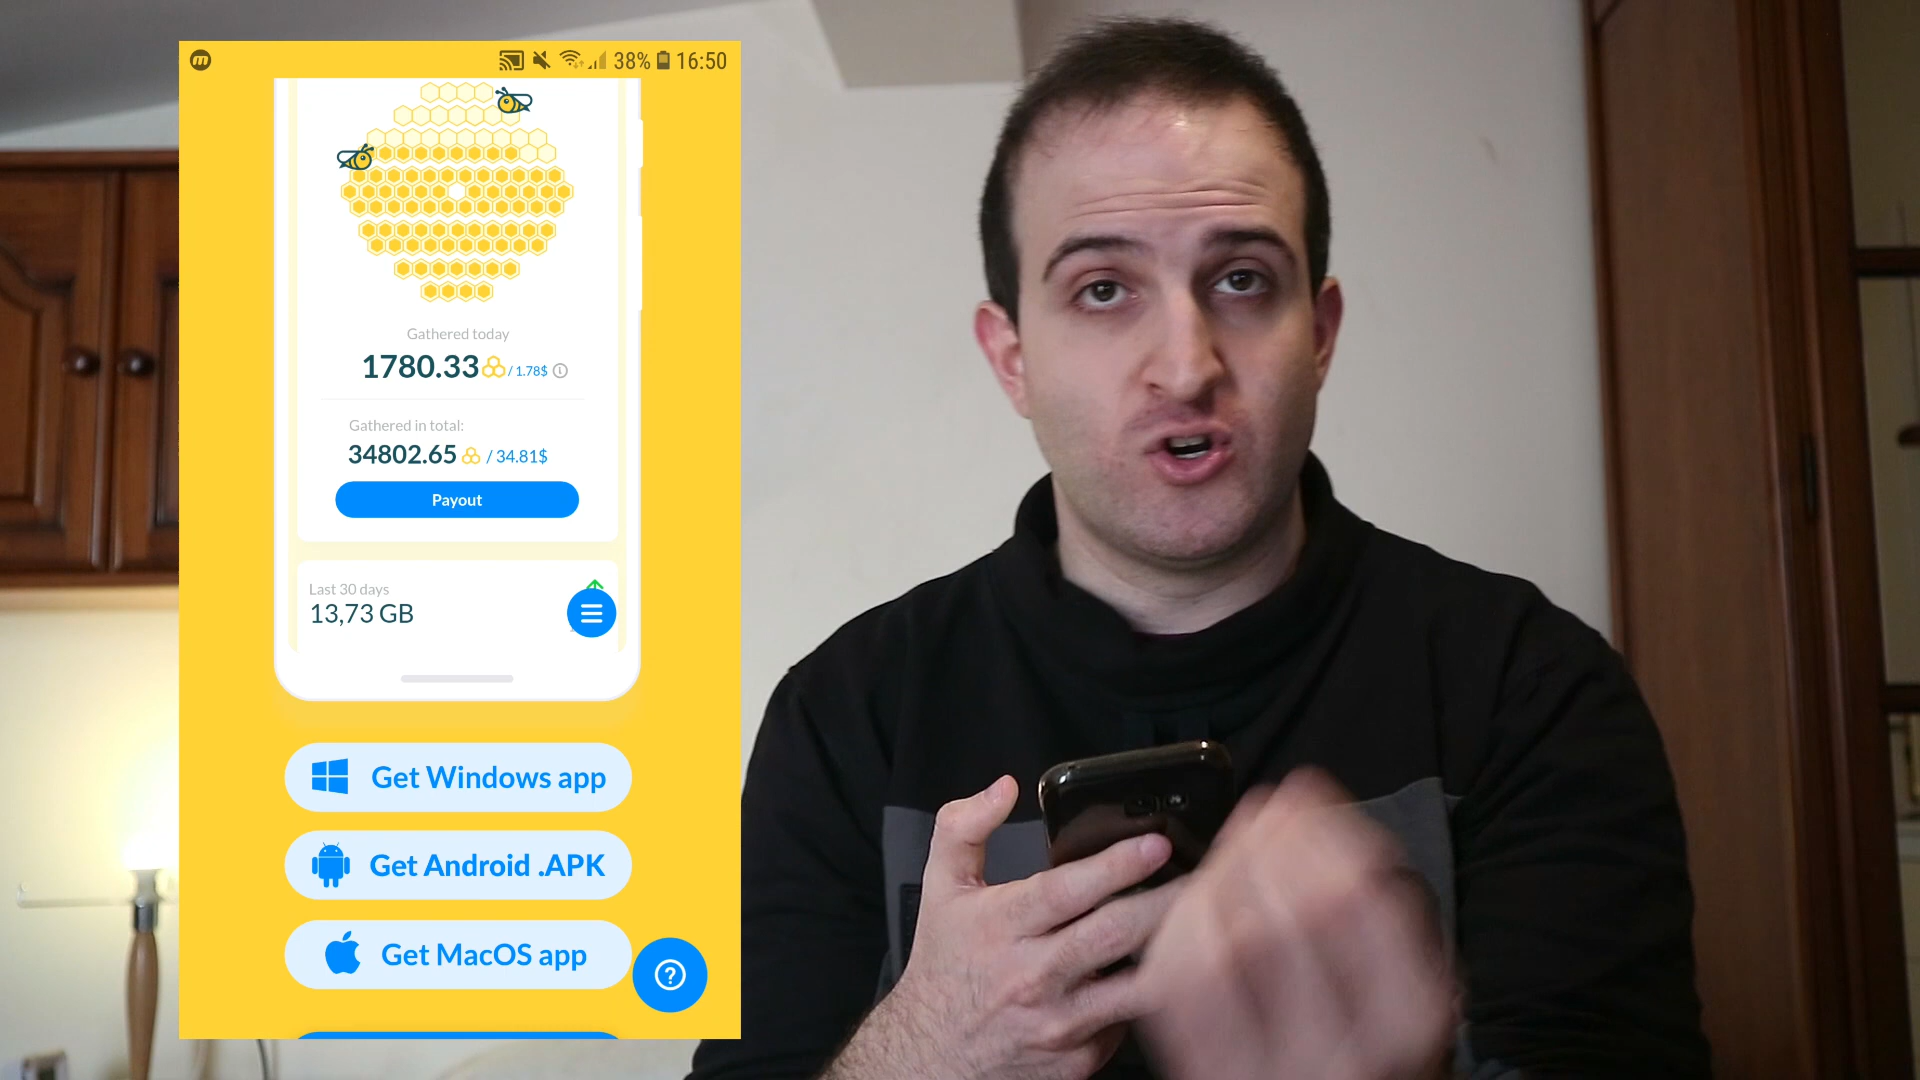 38% 16:50
Gathered today
1780.33 / 1.78$
Gathered in total:
34802.65 / 34.81$
Payout
Last 30 days
13,73 GB
Get Windows app
Get Android .APK
Get MacOS app
?